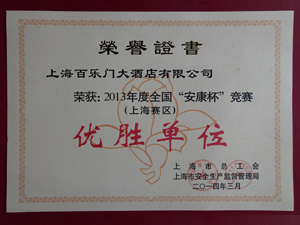 榮譽證書
上海百乐门大酒店有限公司
荣获:2013年度全国“安康杯”竞赛
(上海赛区)
优胜单位
上海市总工会
上海市安全生产监督管理局
二〇一四年三月